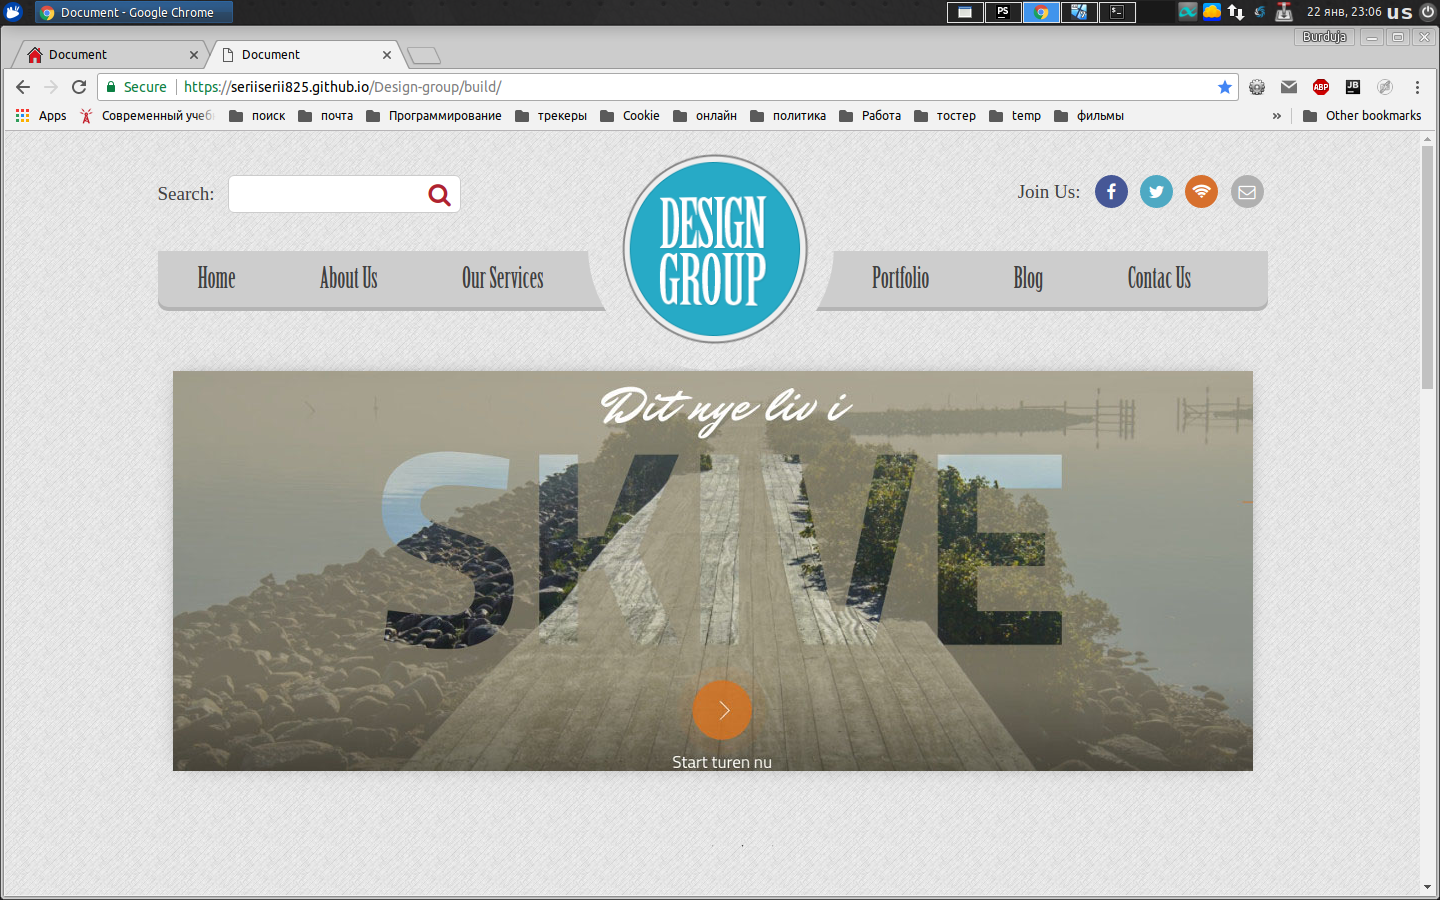 Document - Google Chrome
22 янв, 23:06 us
Burduja
Document
Document
Secure https://seriiserii825.github.io/Design-group/build/
Apps Современный учеб поиск почта Программирование трекеры Cookie онлайн политика Работа тостер temp фильмы » Other bookmarks
Search:
DESIGN
GROUP
Join Us:
Home About Us Our Services Portfolio Blog Contac Us
Dit nye liv i
SKIVE
Start turen nu